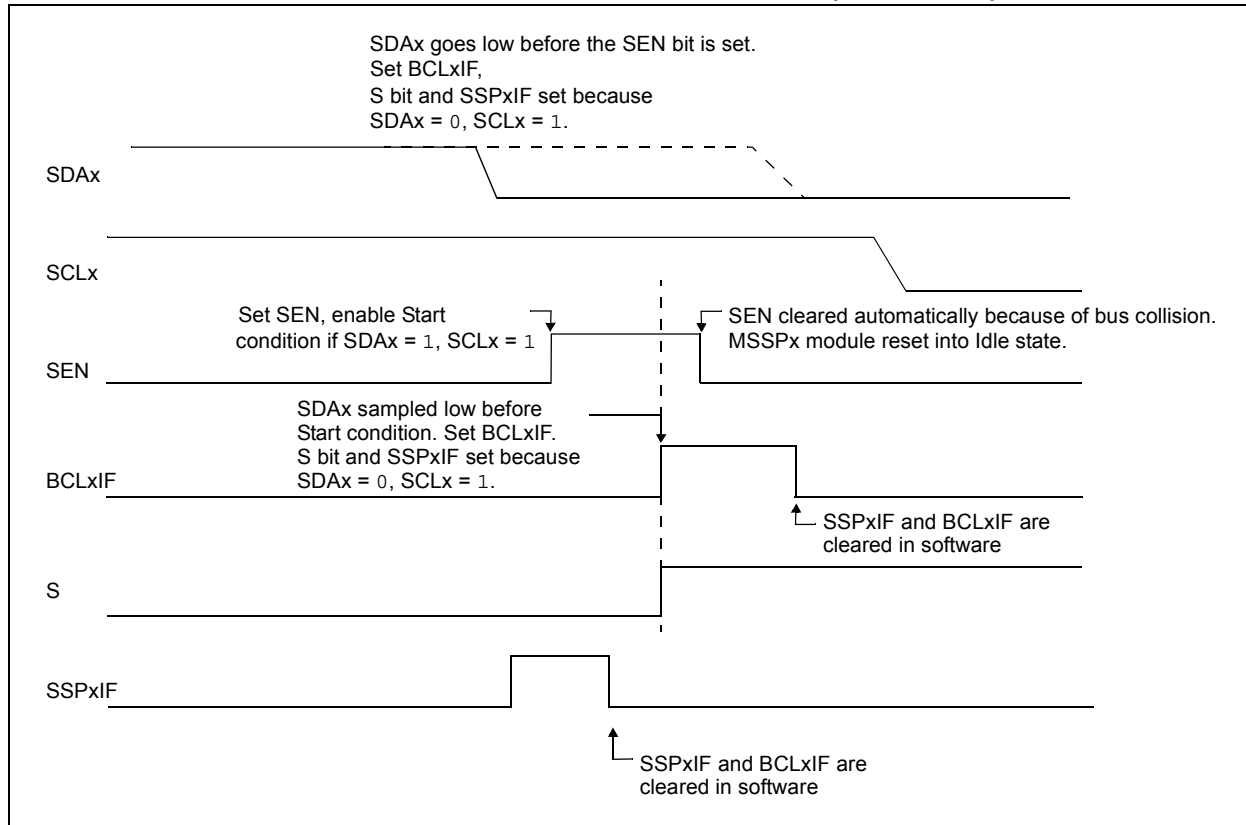 SDAx goes low before the SEN bit is set.
Set BCLxIF,
S bit and SSPxIF set because
SDAx = 0, SCLx = 1.
SDAx
SCLx
Set SEN, enable Start
condition if SDAx = 1, SCLx = 1
SEN cleared automatically because of bus collision.
MSSPx module reset into Idle state.
SEN
SDAx sampled low before
Start condition. Set BCLxIF.
S bit and SSPxIF set because
SDAx = 0, SCLx = 1.
BCLxIF
SSPxIF and BCLxIF are
cleared in software
S
SSPxIF
SSPxIF and BCLxIF are
cleared in software